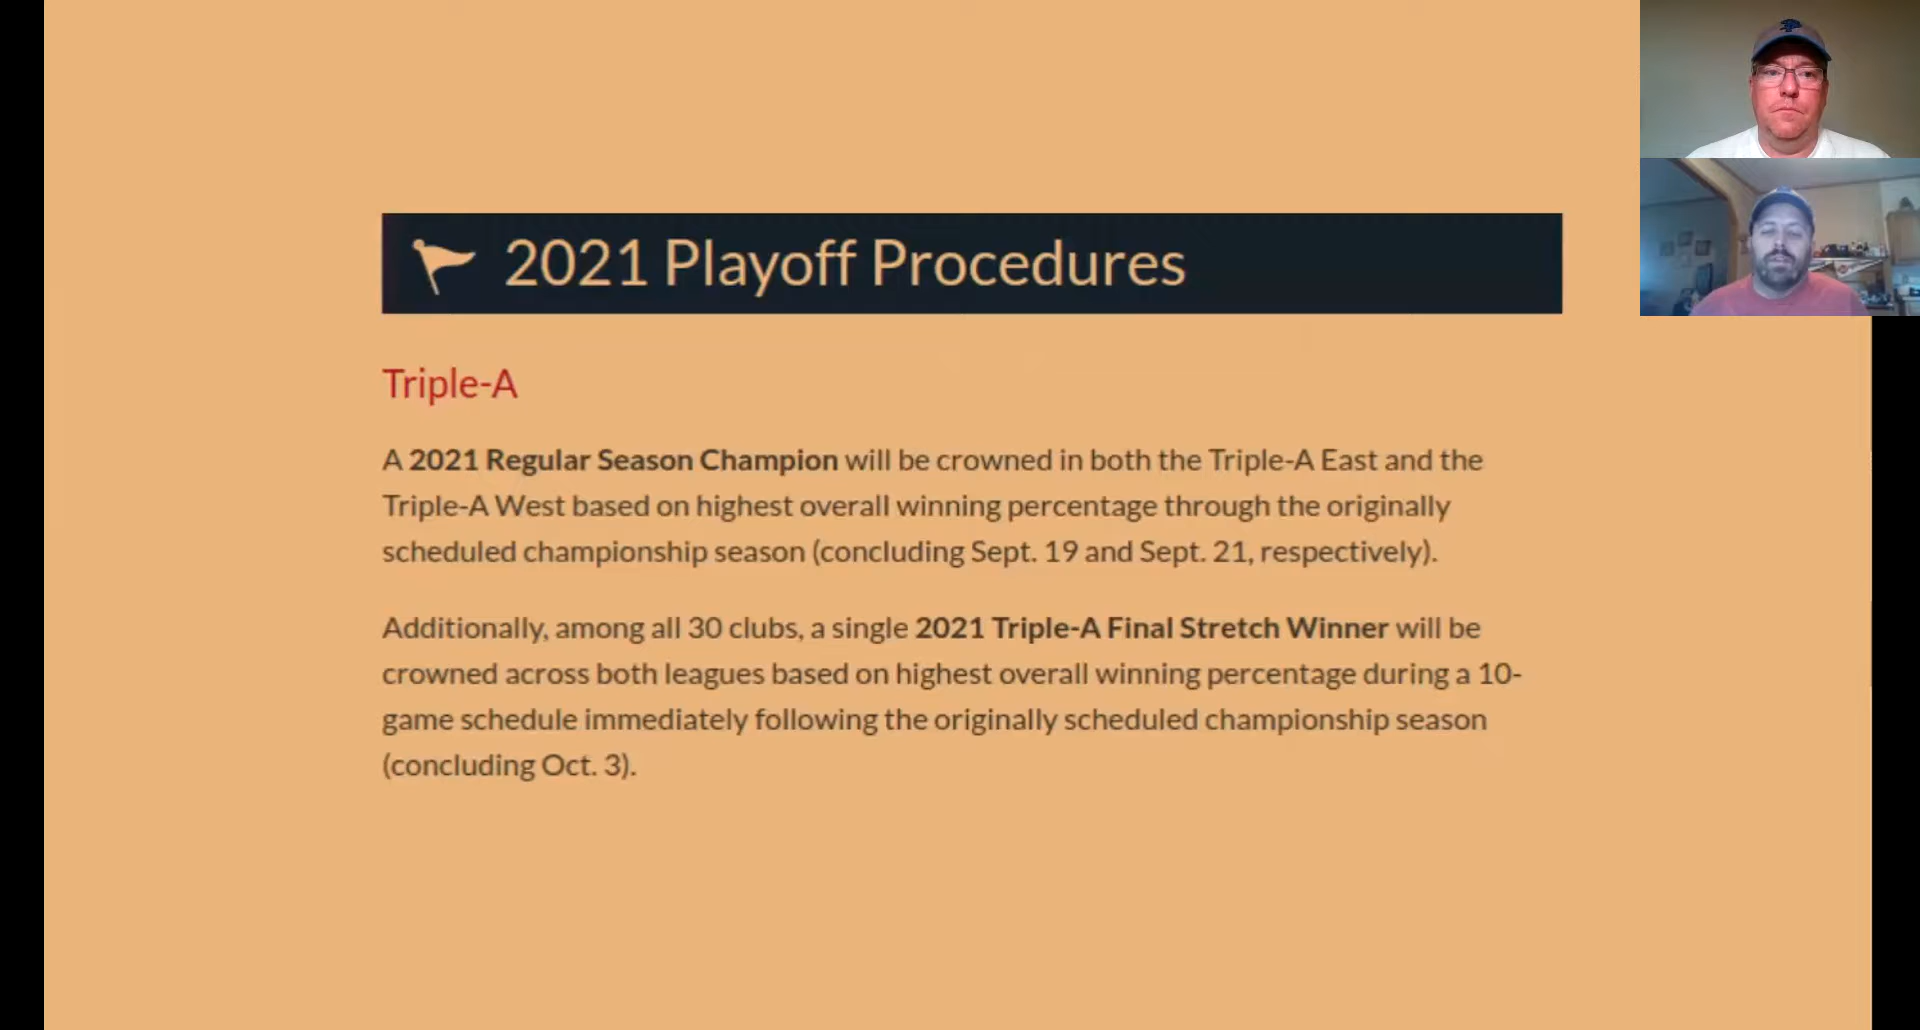 2021 Playoff Procedures
Triple-A
A 2021 Regular Season Champion will be crowned in both the Triple-A East and the
Triple-A West based on highest overall winning percentage through the originally
scheduled championship season (concluding Sept. 19 and Sept. 21, respectively).
Additionally, among all 30 clubs, a single 2021 Triple-A Final Stretch Winner will be
crowned across both leagues based on highest overall winning percentage during a 10-
game schedule immediately following the originally scheduled championship season
(concluding Oct. 3).